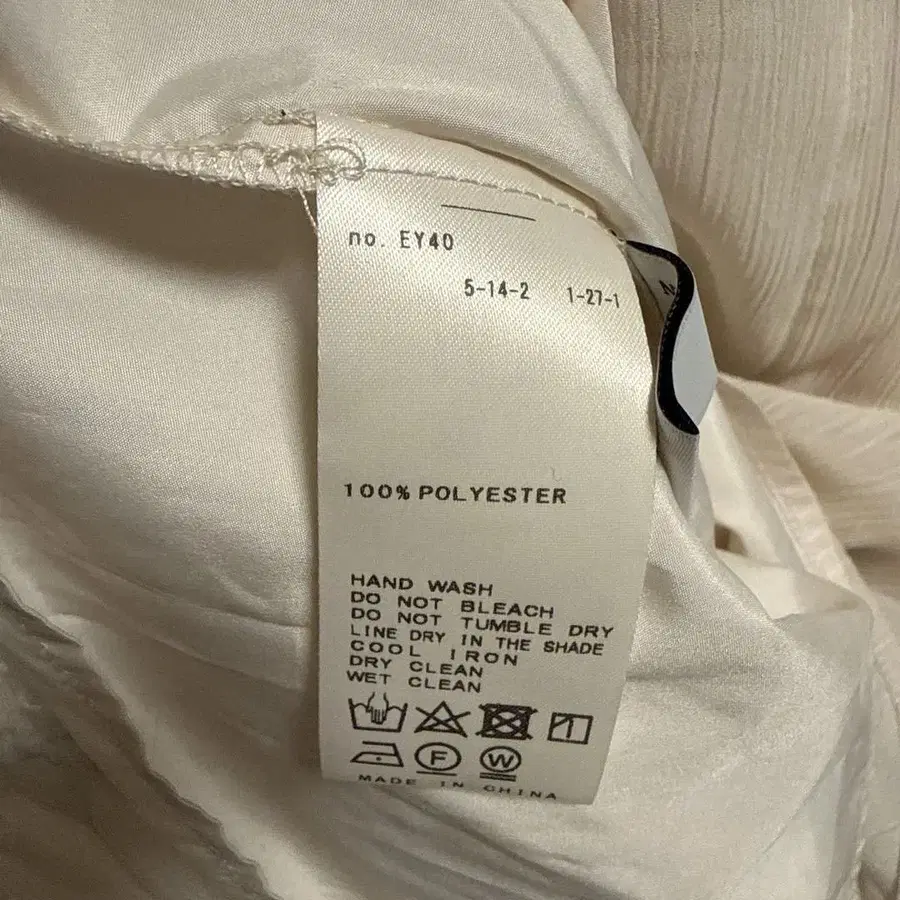 no. EY40
5-14-2 1-27-1
100% POLYESTER
HAND WASH
DO NOT BLEACH
DO NOT TUMBLE DRY
LINE DRY IN THE SHADE
COOL IRON
DRY CLEAN
WET CLEAN
F W
MADE IN CHINA